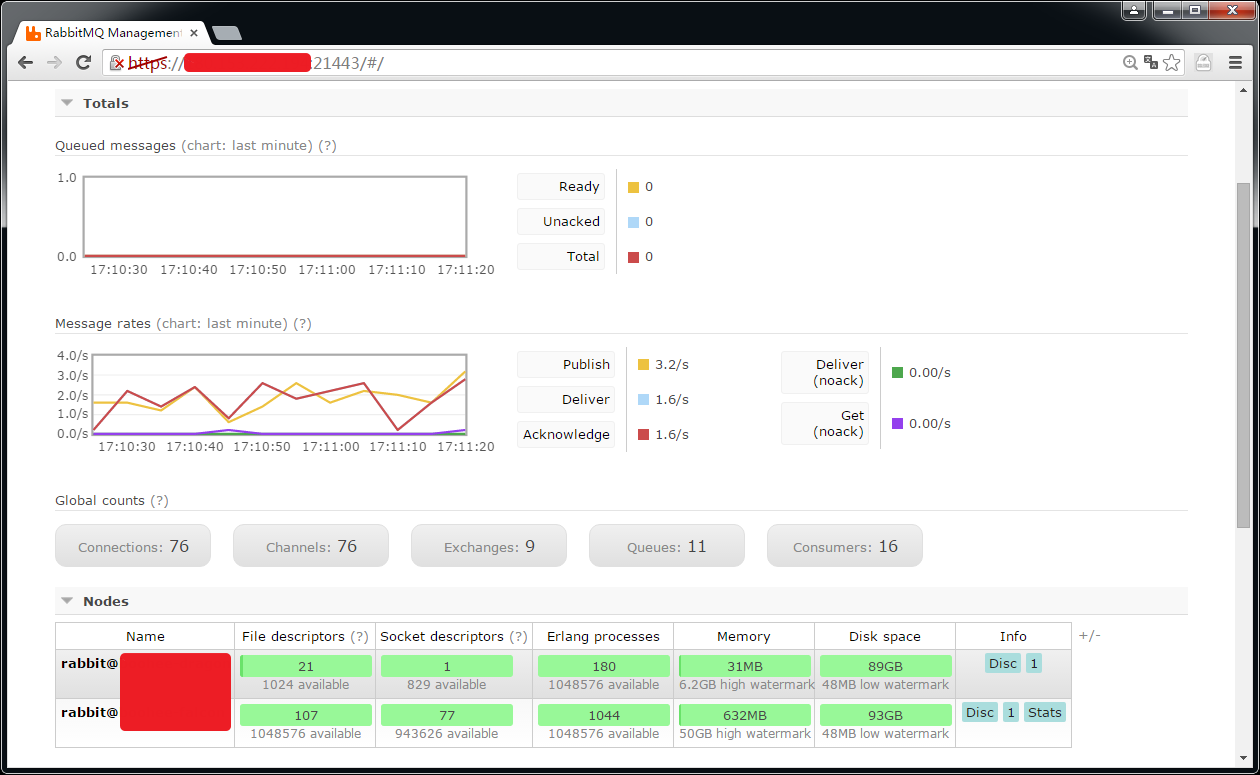 RabbitMQ Management
https:// :21443/#/
Totals
Queued messages (chart: last minute) (?)
1.0
0.0
17:10:30 17:10:40 17:10:50 17:11:00 17:11:10 17:11:20
Ready 0
Unacked 0
Total 0
Message rates (chart: last minute) (?)
4.0/s
3.0/s
2.0/s
1.0/s
0.0/s
17:10:30 17:10:40 17:10:50 17:11:00 17:11:10 17:11:20
Publish 3.2/s
Deliver 1.6/s
Acknowledge 1.6/s
Deliver
(noack) 0.00/s
Get
(noack) 0.00/s
Global counts (?)
Connections: 76 Channels: 76 Exchanges: 9 Queues: 11 Consumers: 16
Nodes
Name File descriptors (?) Socket descriptors (?) Erlang processes Memory Disk space Info +/-
rabbit@ 21 1 180 31MB 89GB Disc 1
1024 available 829 available 1048576 available 6.2GB high watermark 48MB low watermark
rabbit@ 107 77 1044 632MB 93GB Disc 1 Stats
1048576 available 943626 available 1048576 available 50GB high watermark 48MB low watermark